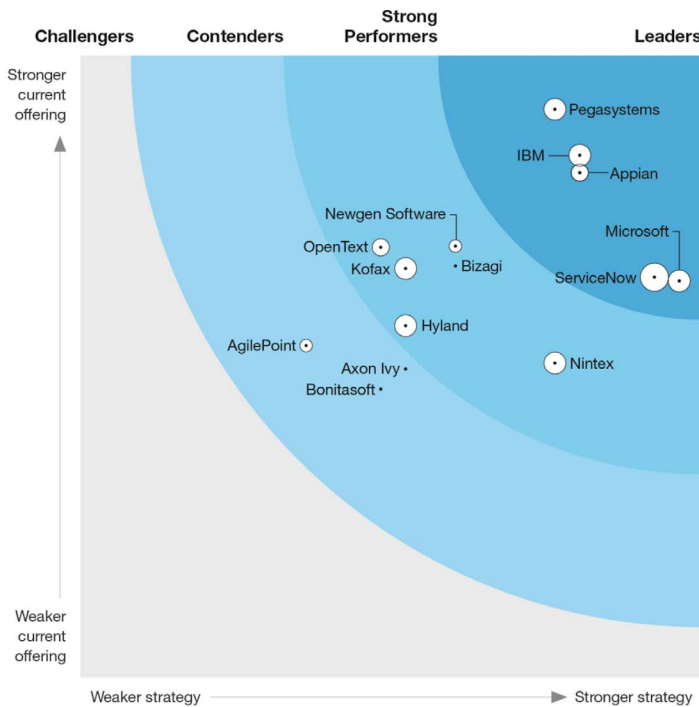 Challengers
Contenders
Strong
Performers
Leaders
Stronger
current
offering
Pegasystems
IBM
Appian
Newgen Software
Microsoft
OpenText
Kofax
Bizagi
ServiceNow
Hyland
AgilePoint
Axon Ivy
Nintex
Bonitasoft
Weaker
current
offering
Weaker strategy
Stronger strategy